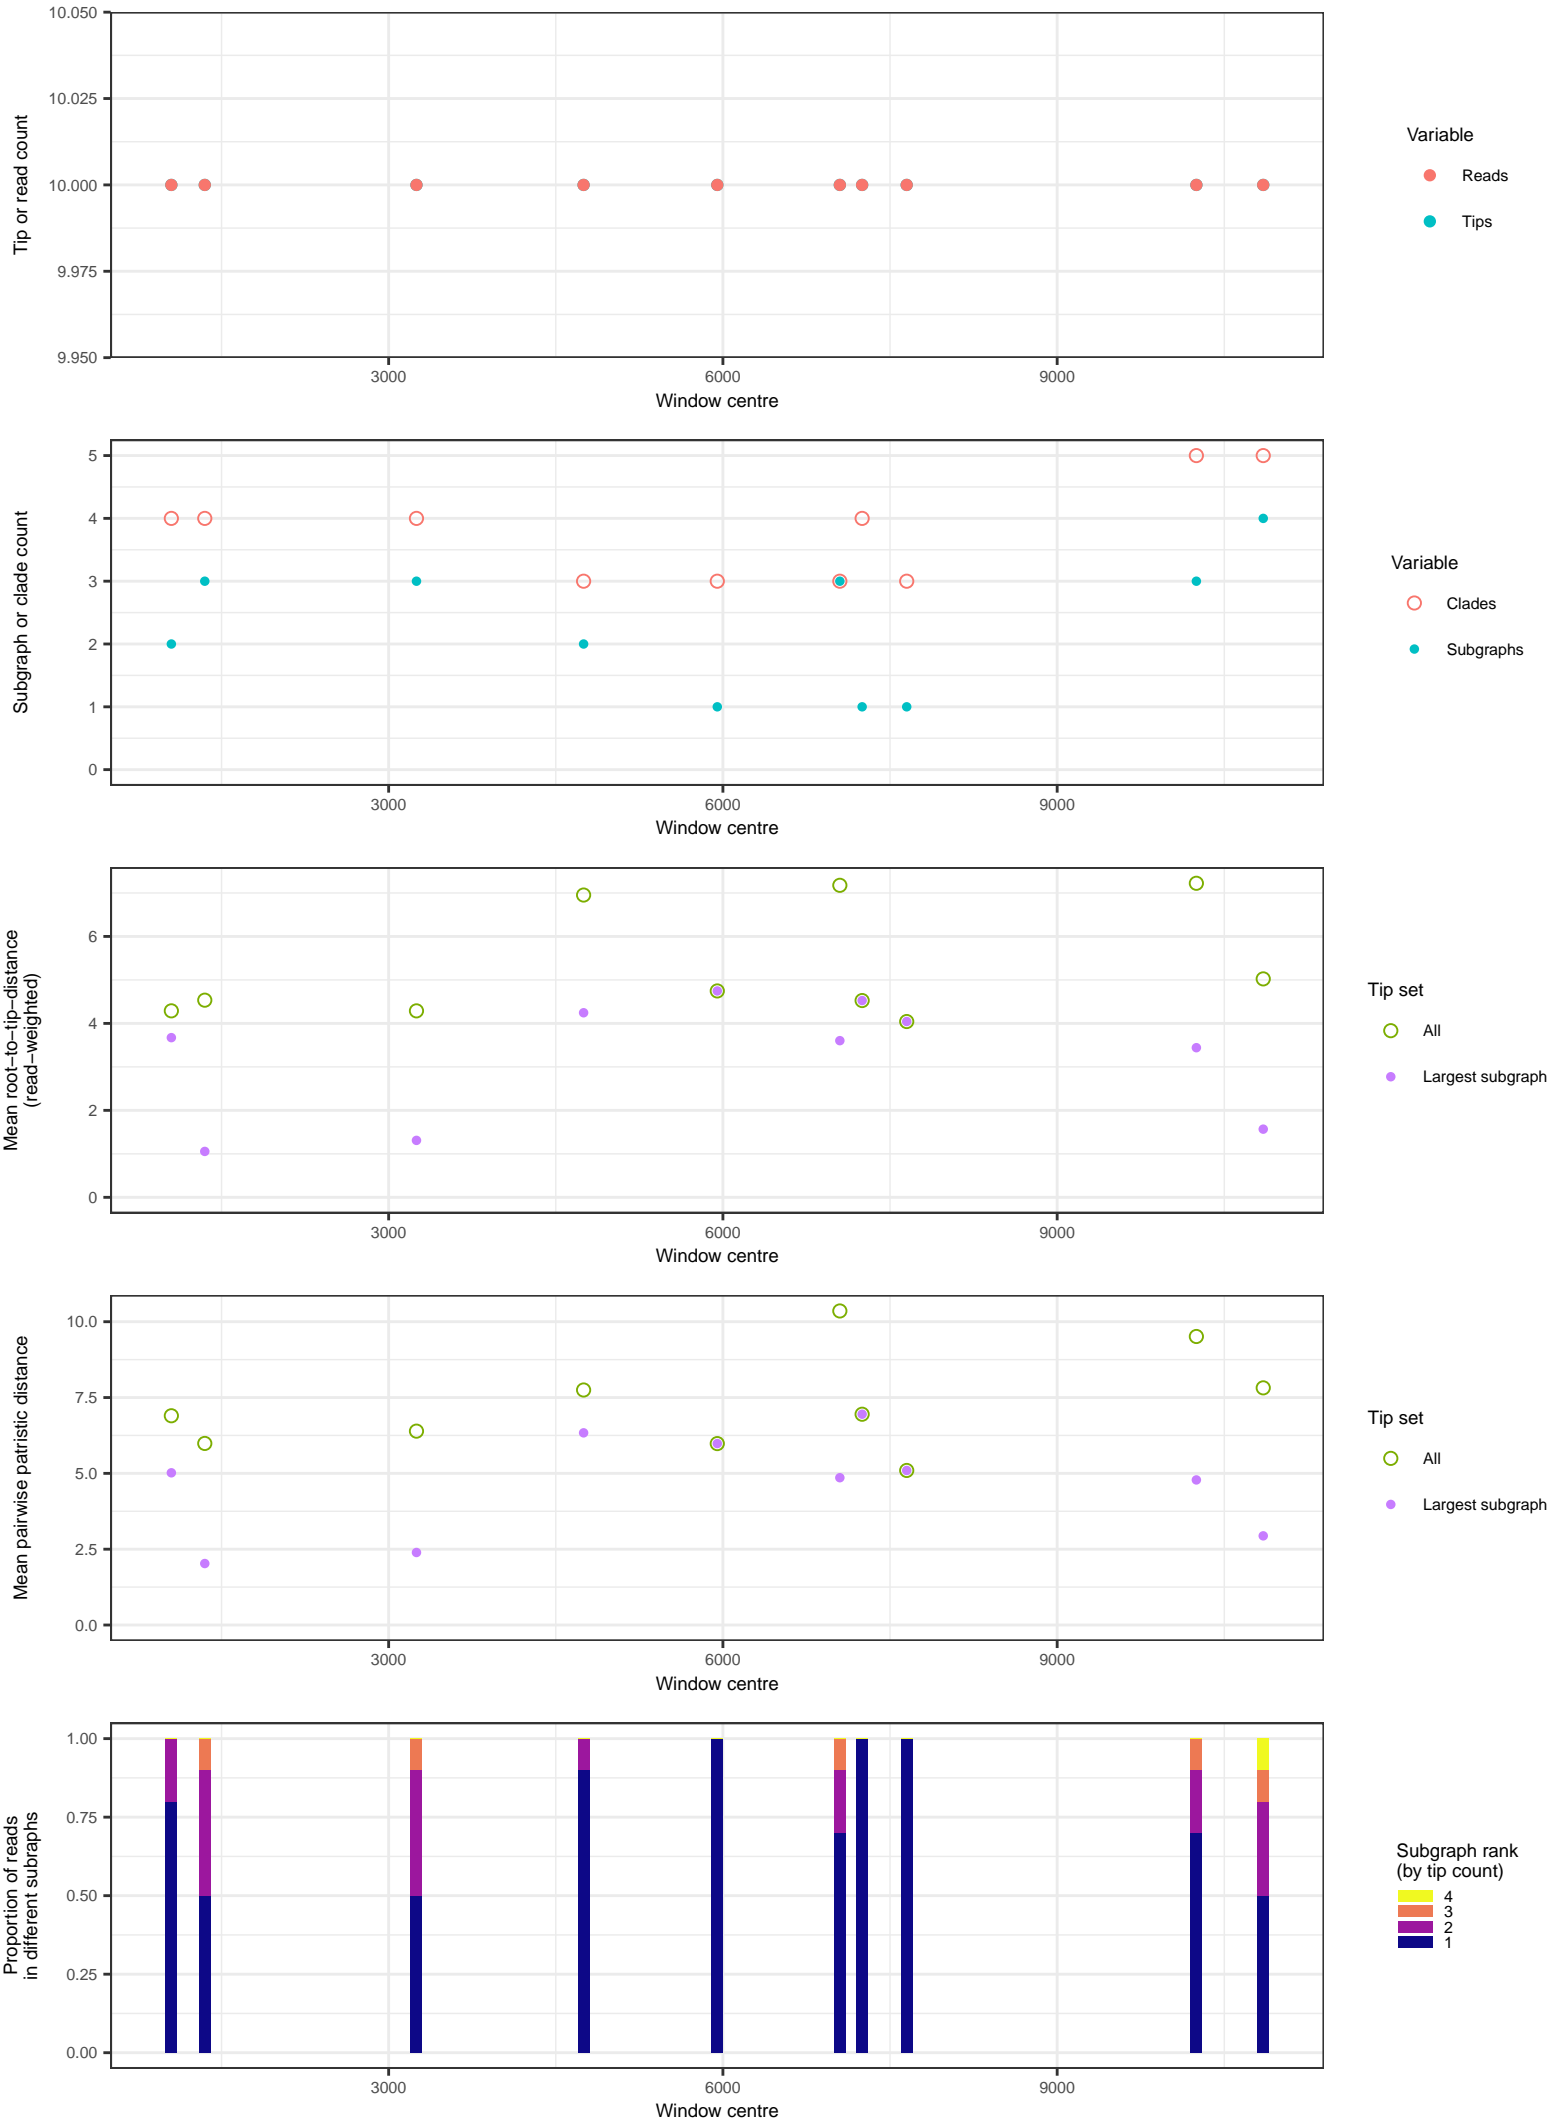 10.050
10.025
10.000
9.975
9.950
Tip or read count
3000 6000 9000
Window centre
Variable
Reads
Tips
5
4
3
2
1
0
Subgraph or clade count
3000 6000 9000
Window centre
Variable
Clades
Subgraphs
6
4
2
0
Mean root−to−tip−distance
(read−weighted)
3000 6000 9000
Window centre
Tip set
All
Largest subgraph
10.0
7.5
5.0
2.5
0.0
Mean pairwise patristic distance
3000 6000 9000
Window centre
Tip set
All
Largest subgraph
1.00
0.75
0.50
0.25
0.00
Proportion of reads
in different subraphs
3000 6000 9000
Window centre
Subgraph rank
(by tip count)
4
3
2
1